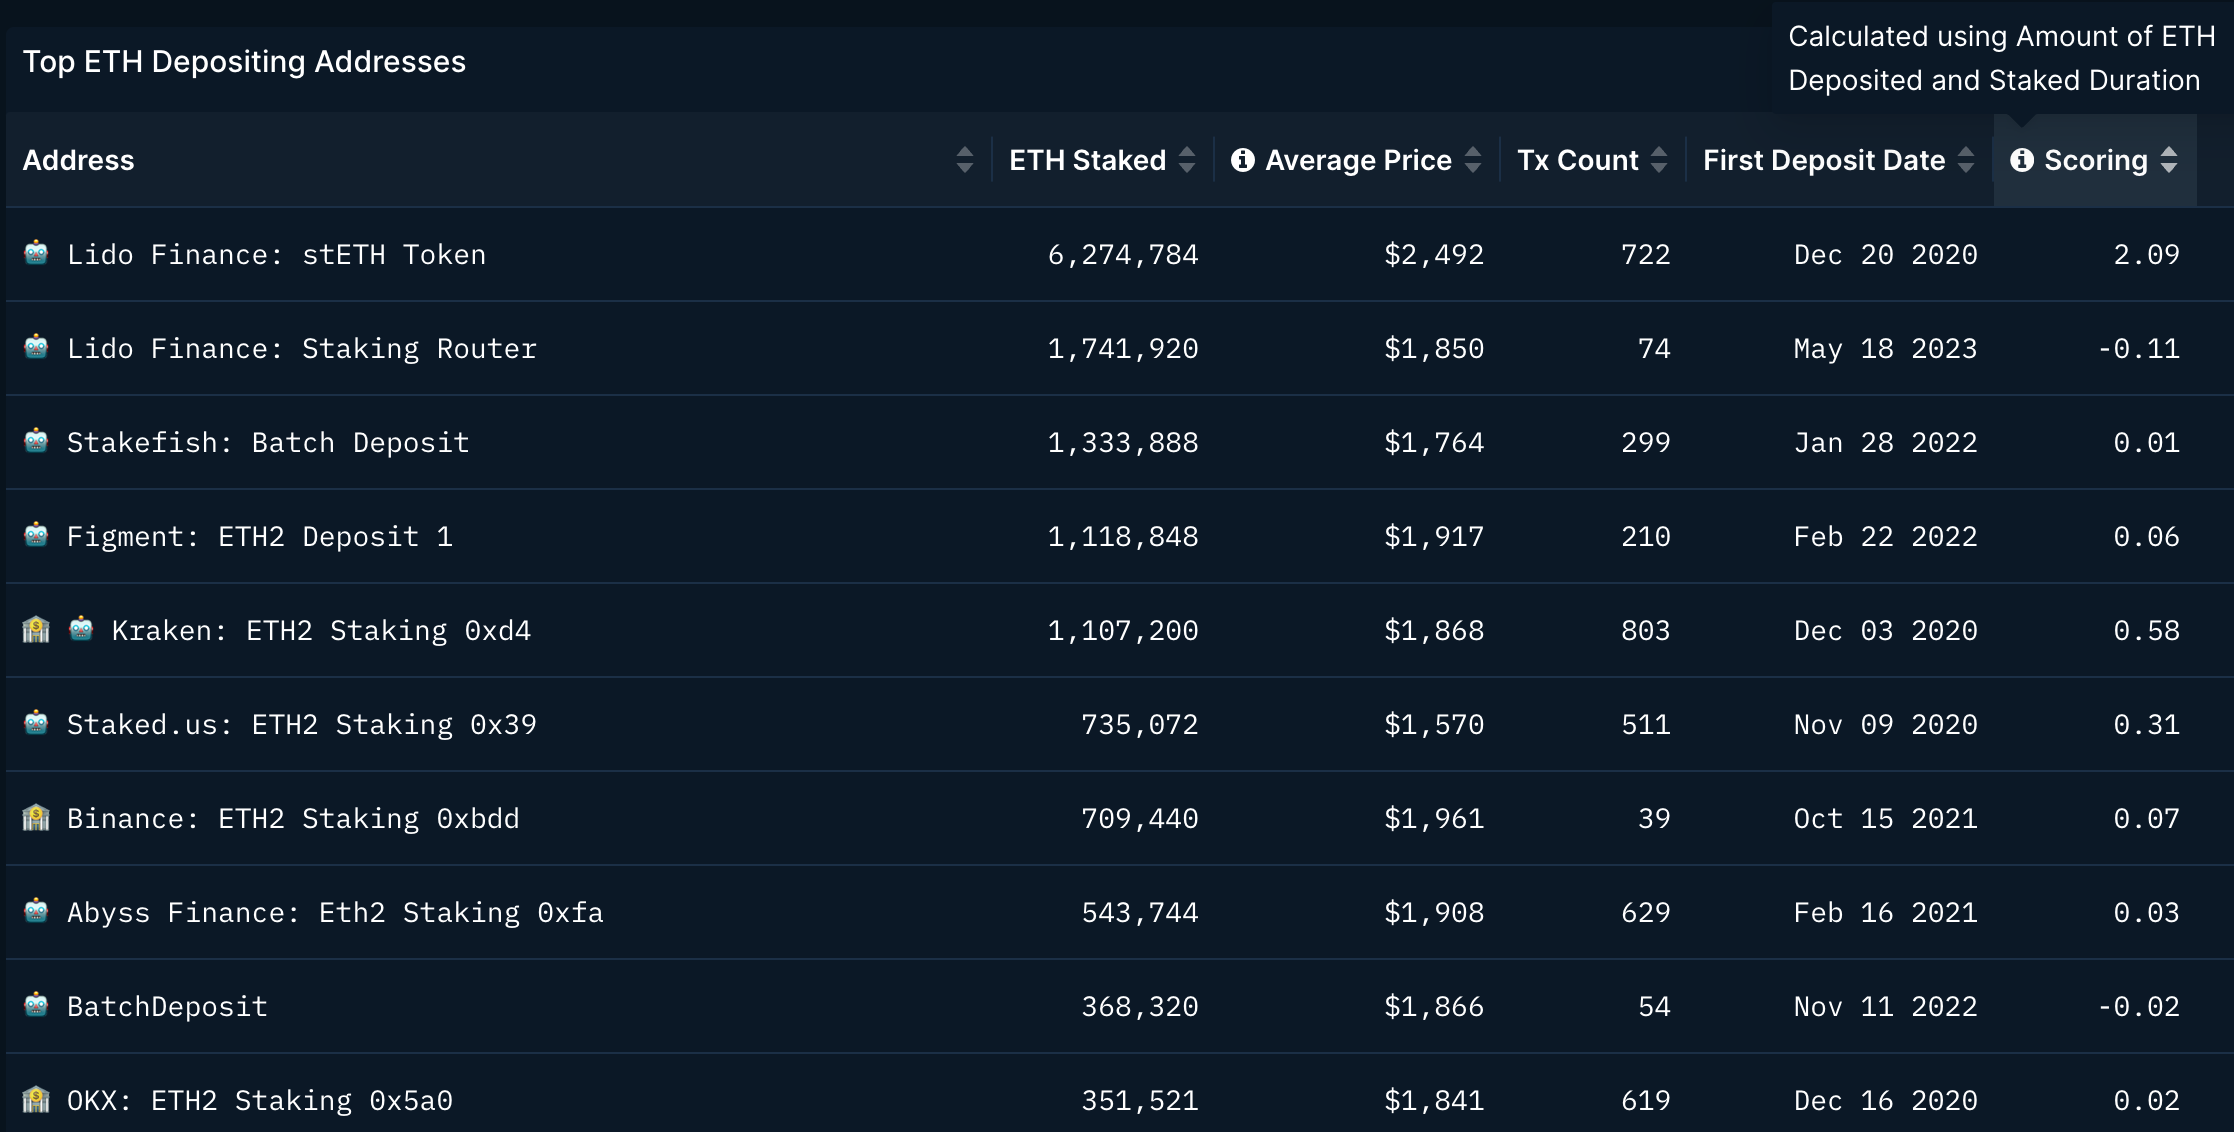 Calculated using Amount of ETH
Deposited and Staked Duration
Top ETH Depositing Addresses
Address ETH Staked Average Price Tx Count First Deposit Date Scoring
Lido Finance: stETH Token 6,274,784 $2,492 722 Dec 20 2020 2.09
Lido Finance: Staking Router 1,741,920 $1,850 74 May 18 2023 -0.11
Stakefish: Batch Deposit 1,333,888 $1,764 299 Jan 28 2022 0.01
Figment: ETH2 Deposit 1 1,118,848 $1,917 210 Feb 22 2022 0.06
Kraken: ETH2 Staking 0xd4 1,107,200 $1,868 803 Dec 03 2020 0.58
Staked.us: ETH2 Staking 0x39 735,072 $1,570 511 Nov 09 2020 0.31
Binance: ETH2 Staking 0xbdd 709,440 $1,961 39 Oct 15 2021 0.07
Abyss Finance: Eth2 Staking 0xfa 543,744 $1,908 629 Feb 16 2021 0.03
BatchDeposit 368,320 $1,866 54 Nov 11 2022 -0.02
OKX: ETH2 Staking 0x5a0 351,521 $1,841 619 Dec 16 2020 0.02